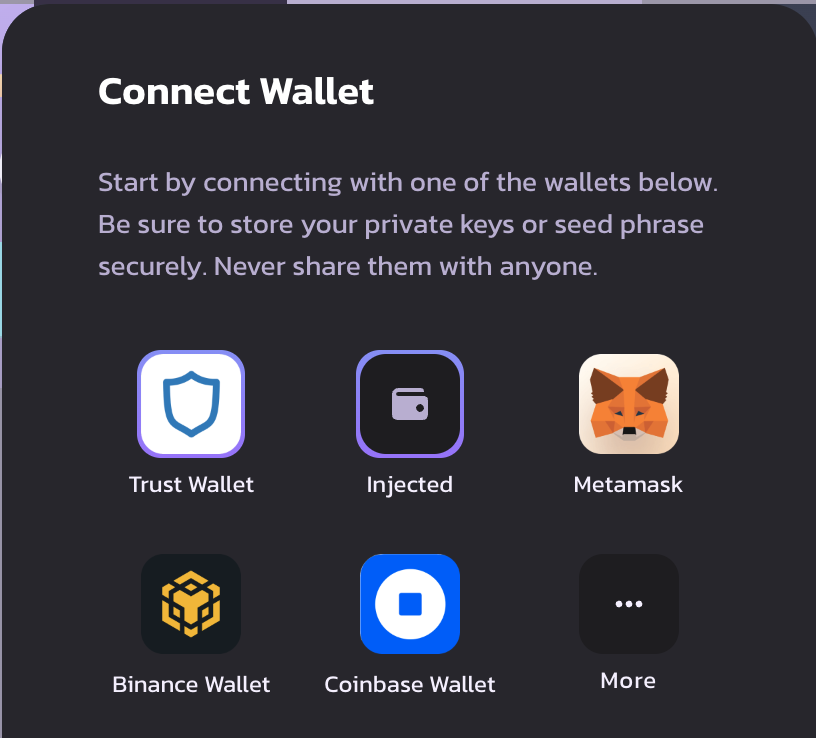 Connect Wallet
Start by connecting with one of the wallets below.
Be sure to store your private keys or seed phrase
securely. Never share them with anyone.
Trust Wallet
Injected
Metamask
Binance Wallet
Coinbase Wallet
More